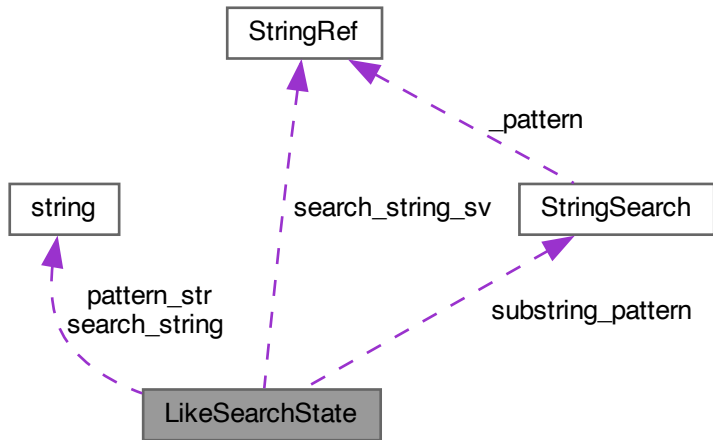 StringRef
_pattern
string
search_string_sv
StringSearch
pattern_str
search_string
substring_pattern
LikeSearchState